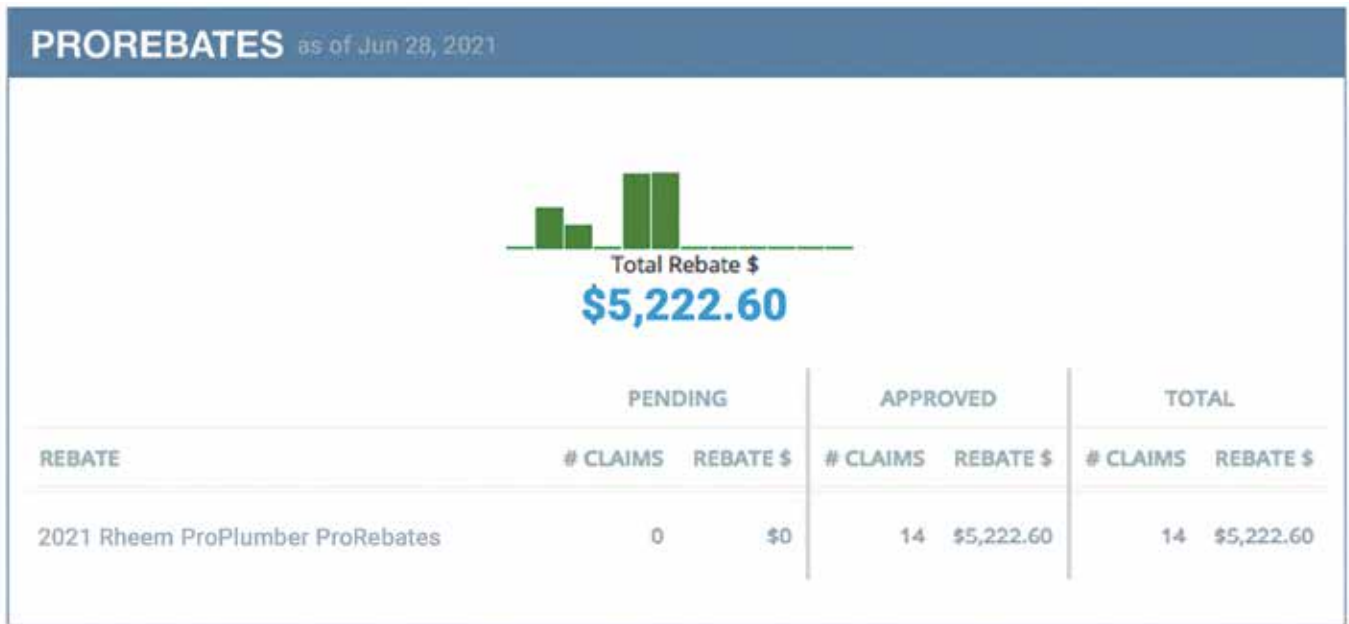 PROREBATES as of Jun 28, 2021
Total Rebate $
$5,222.60
PENDING APPROVED TOTAL
REBATE # CLAIMS REBATE $ # CLAIMS REBATE $ # CLAIMS REBATE $
2021 Rheem ProPlumber ProRebates 0 $0 14 $5,222.60 14 $5,222.60